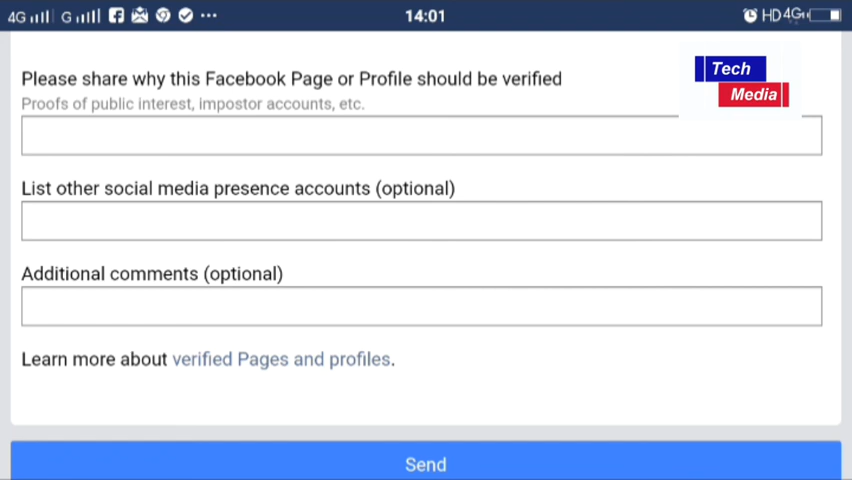 4G G 14:01 HD 4G
Please share why this Facebook Page or Profile should be verified
Proofs of public interest, impostor accounts, etc.
Tech
Media
List other social media presence accounts (optional)
Additional comments (optional)
Learn more about verified Pages and profiles.
Send